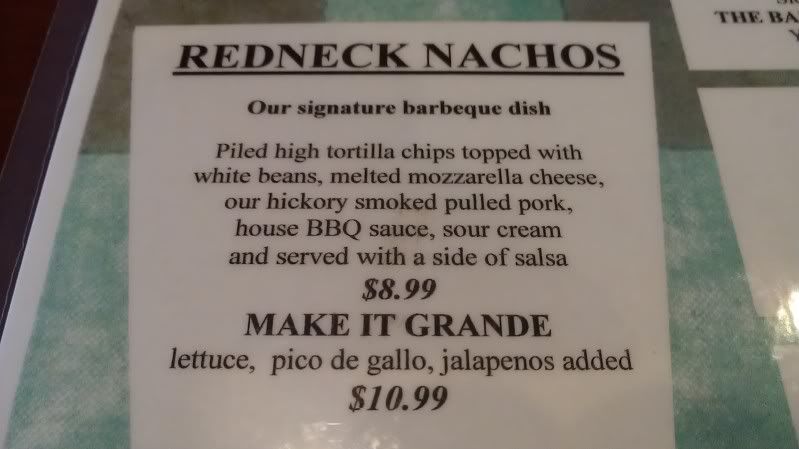 REDNECK NACHOS
Our signature barbeque dish
Piled high tortilla chips topped with
white beans, melted mozzarella cheese,
our hickory smoked pulled pork,
house BBQ sauce, sour cream
and served with a side of salsa
$8.99
MAKE IT GRANDE
lettuce, pico de gallo, jalapenos added
$10.99
THE BA